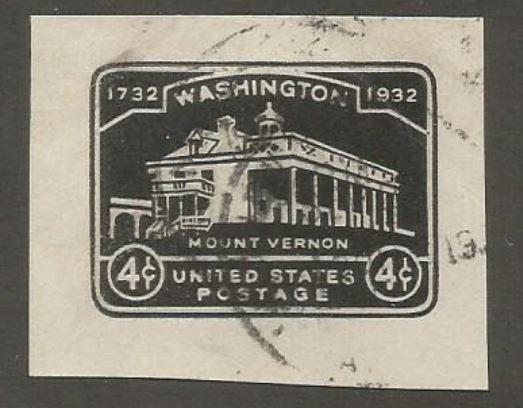 1732 WASHINGTON 1932
MOUNT VERNON
4¢ UNITED STATES 4¢
POSTAGE